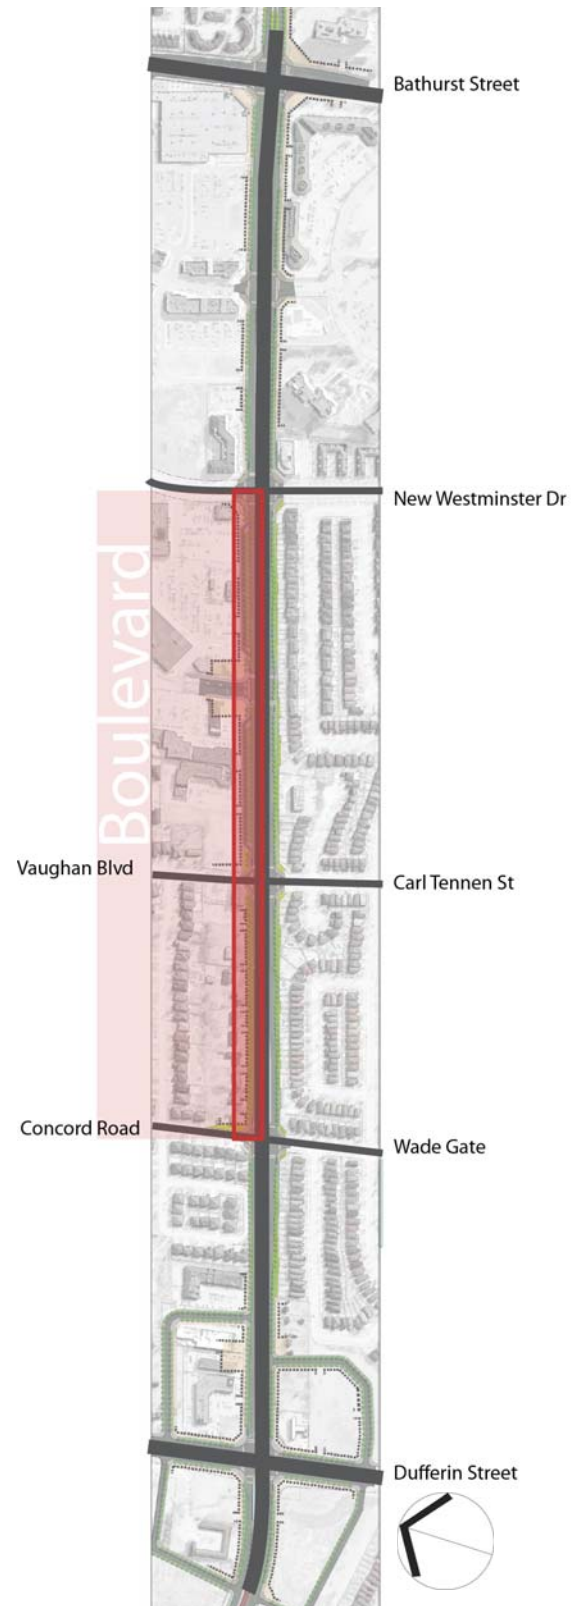 Bathurst Street
New Westminster Dr
Boulevard
Vaughan Blvd
Carl Tennen St
Concord Road
Wade Gate
Dufferin Street